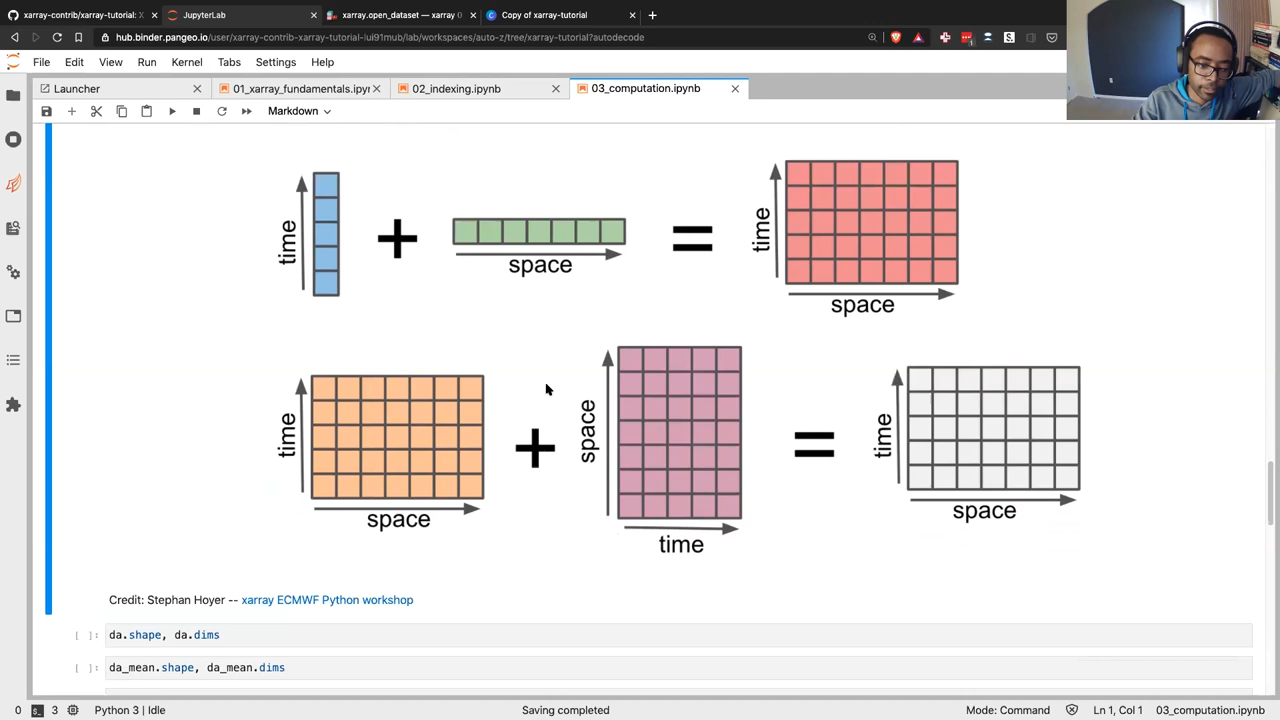 xarray-contrib/xarray-tutorial: X
JupyterLab
xarray.open_dataset — xarray 0
Copy of xarray-tutorial
hub.binder.pangeo.io/user/xarray-contrib-xarray-tutorial-lui91mub/lab/workspaces/auto-z/tree/xarray-tutorial?autodecode
File Edit View Run Kernel Tabs Settings Help
Launcher
01_xarray_fundamentals.ipyn
02_indexing.ipynb
03_computation.ipynb
Markdown
time
+
space
=
time
space
time
space
+
space
time
=
time
space
Credit: Stephan Hoyer -- xarray ECMWF Python workshop
[ ]: da.shape, da.dims
[ ]: da_mean.shape, da_mean.dims
0 3 Python 3 | Idle Saving completed Mode: Command Ln 1, Col 1 03_computation.ipynb